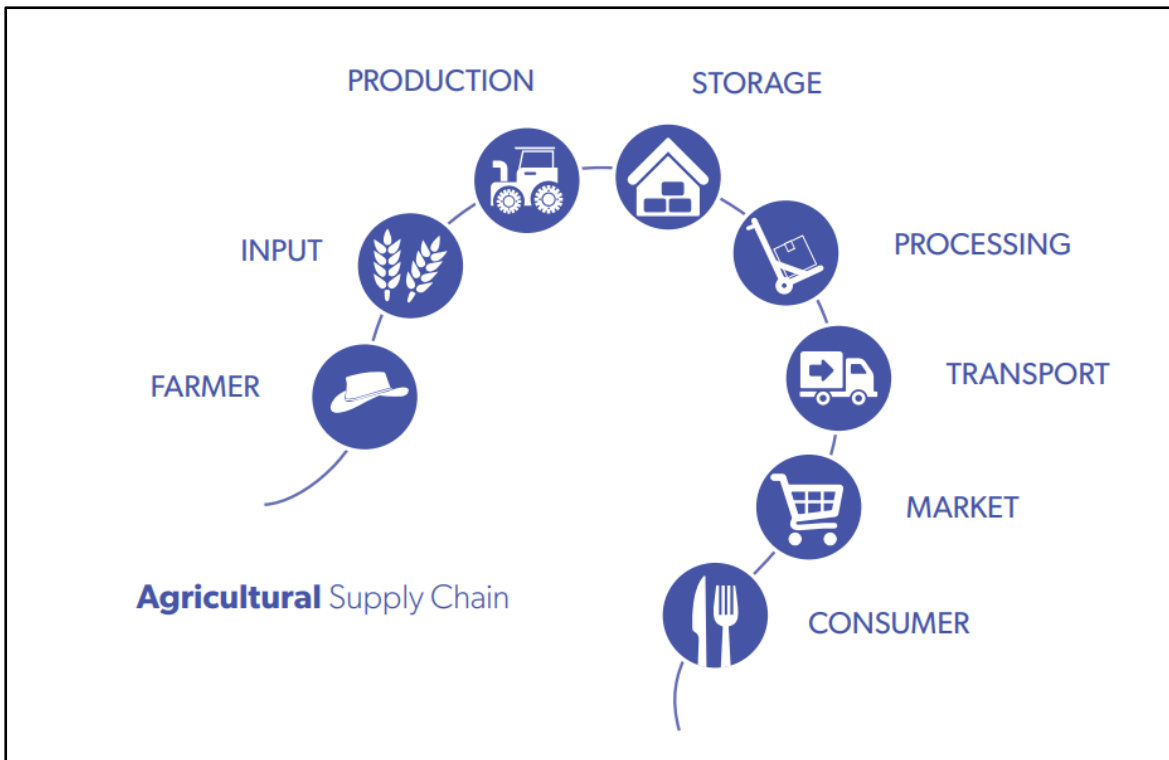 PRODUCTION
STORAGE
INPUT
PROCESSING
FARMER
TRANSPORT
MARKET
Agricultural Supply Chain
CONSUMER